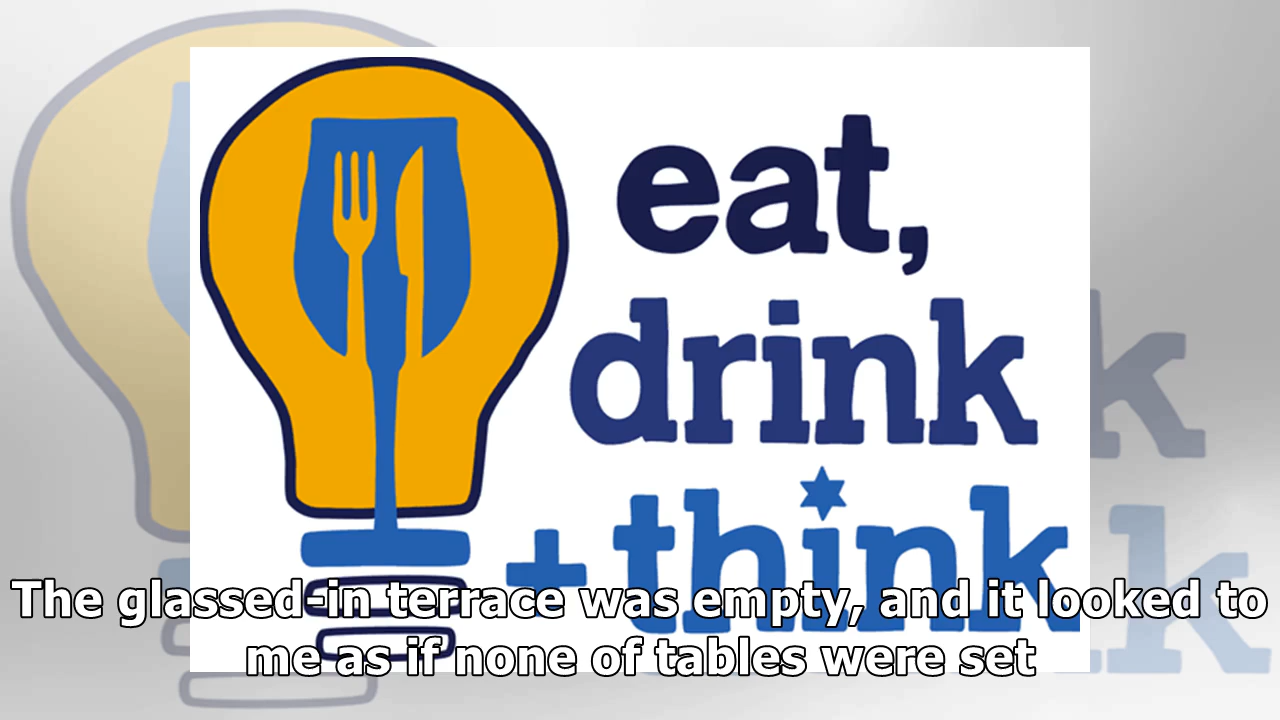 eat,
drink
+think
The glassed-in terrace was empty, and it looked to
me as if none of tables were set